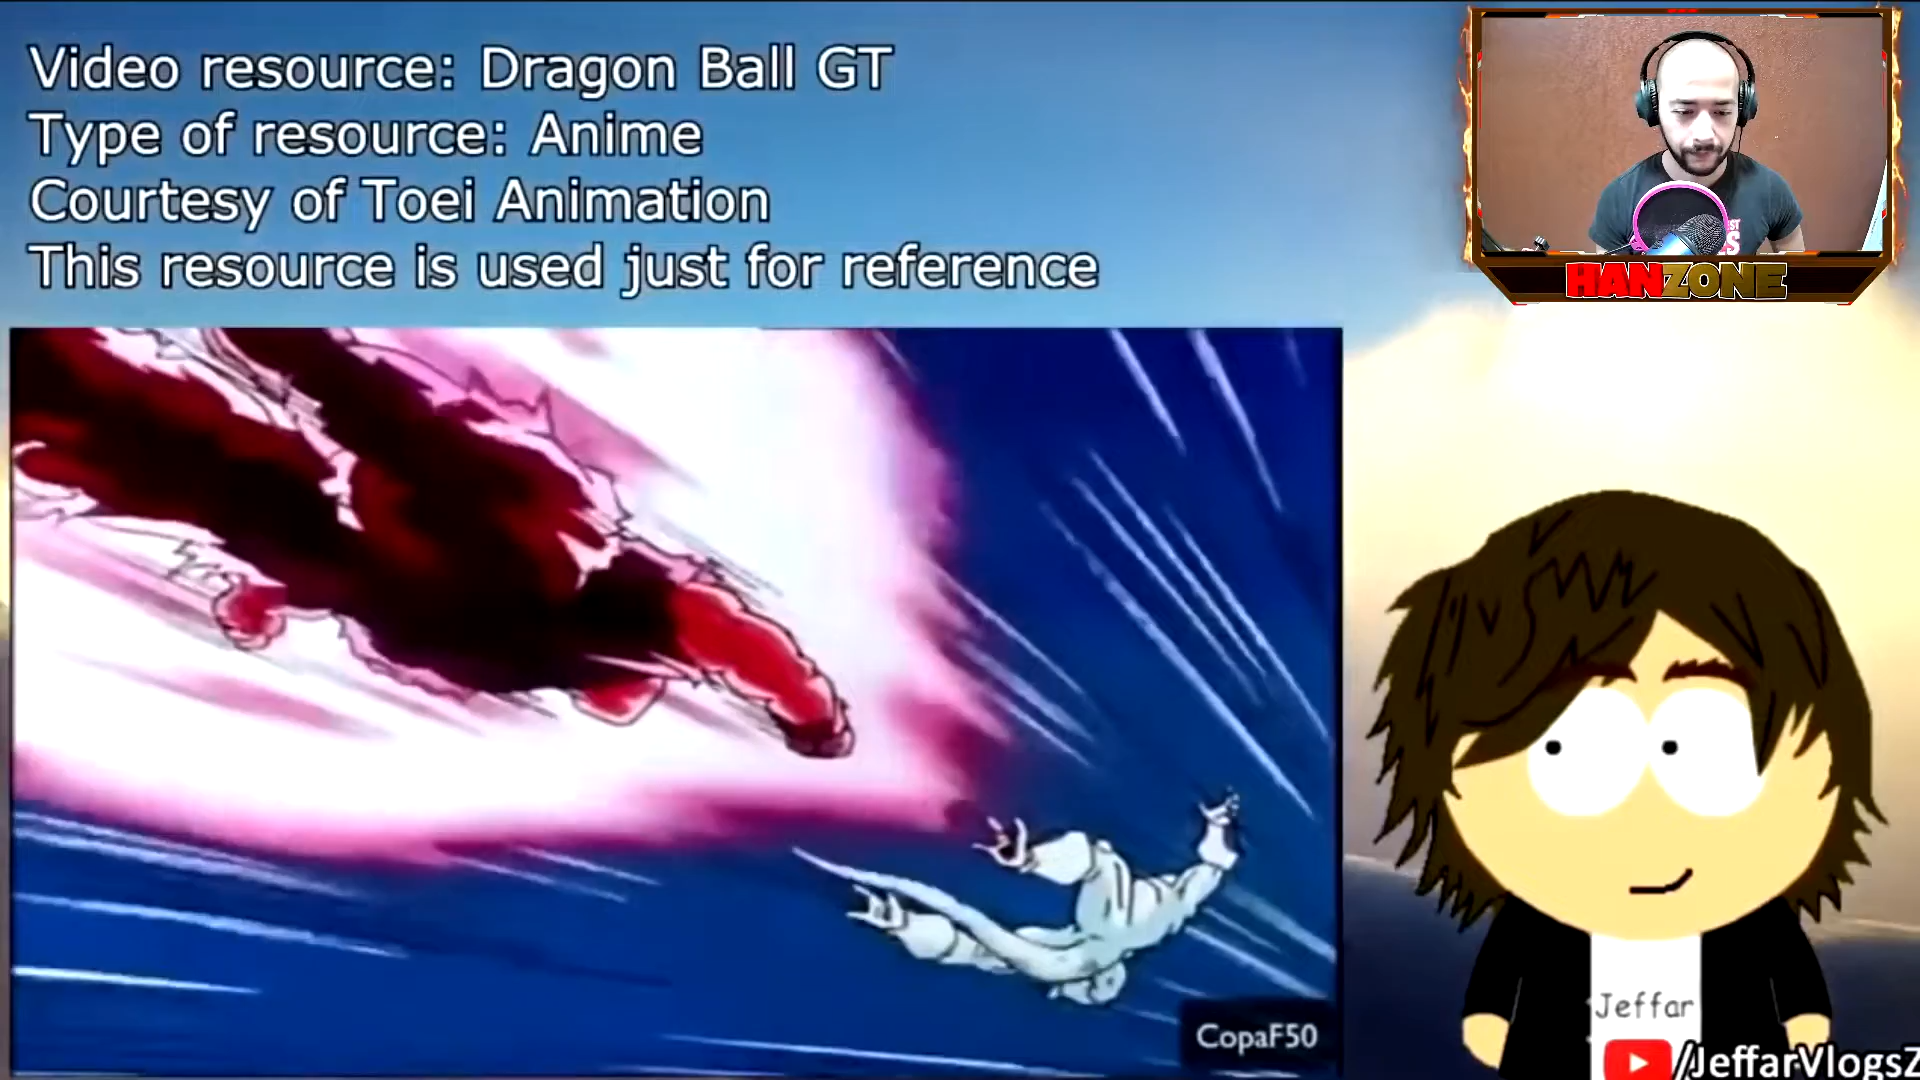 Video resource: Dragon Ball GT
Type of resource: Anime
Courtesy of Toei Animation
This resource is used just for reference
HANZONE
CopaF50
Jeffar
/JeffarVlogsZ